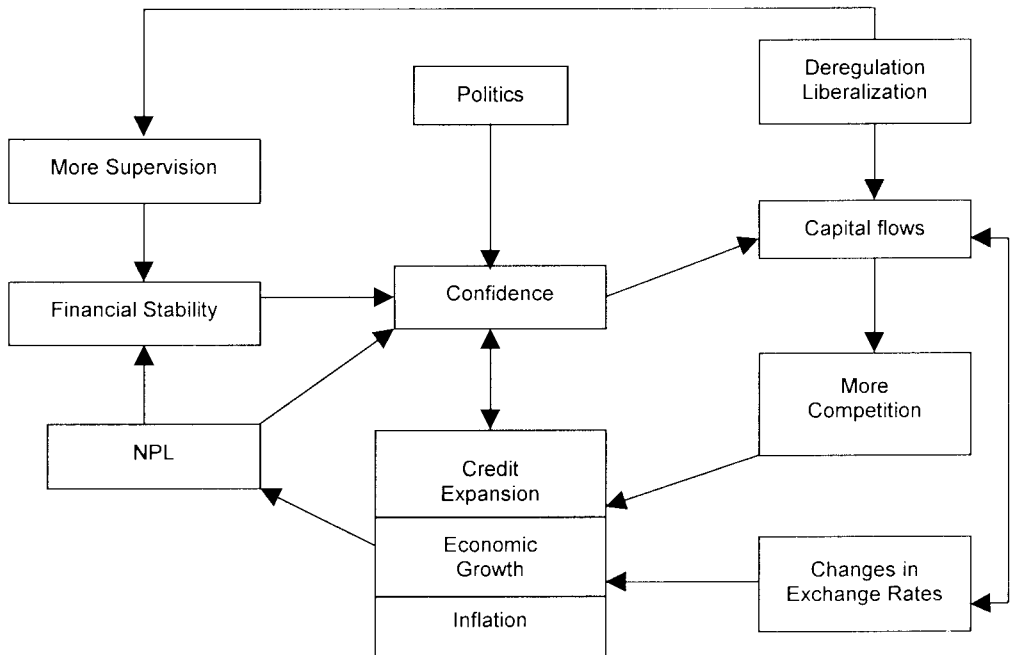 Deregulation
Liberalization
Politics
More Supervision
Capital flows
Confidence
Financial Stability
More
Competition
NPL
Credit
Expansion
Economic
Growth
Changes in
Exchange Rates
Inflation